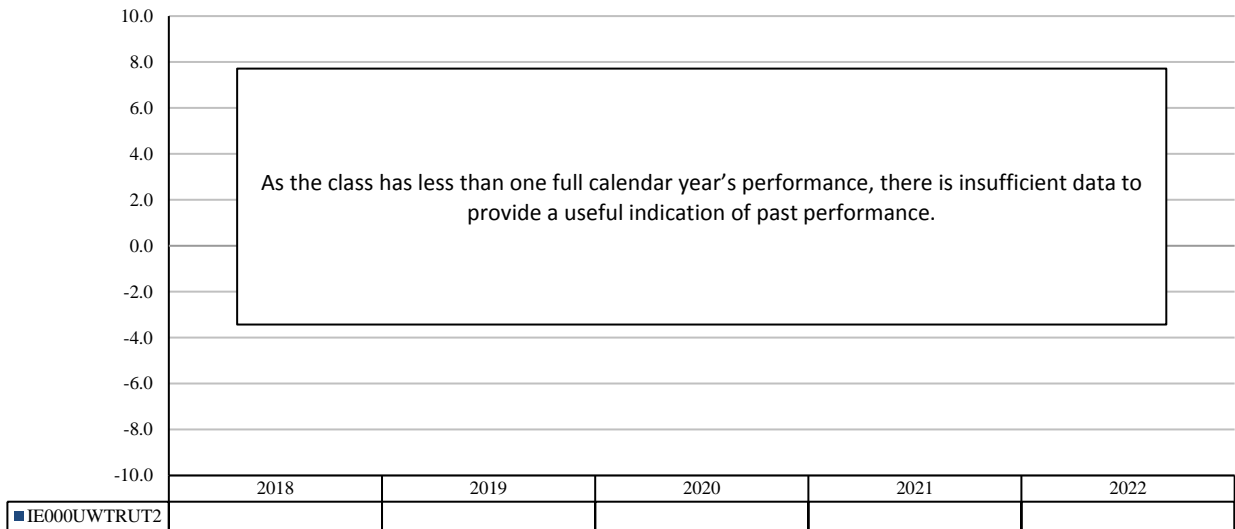 10.0
8.0
6.0
4.0
2.0
0.0
-2.0
-4.0
-6.0
-8.0
-10.0
As the class has less than one full calendar year’s performance, there is insufficient data to
provide a useful indication of past performance.
2018 2019 2020 2021 2022
IE000UWTRUT2